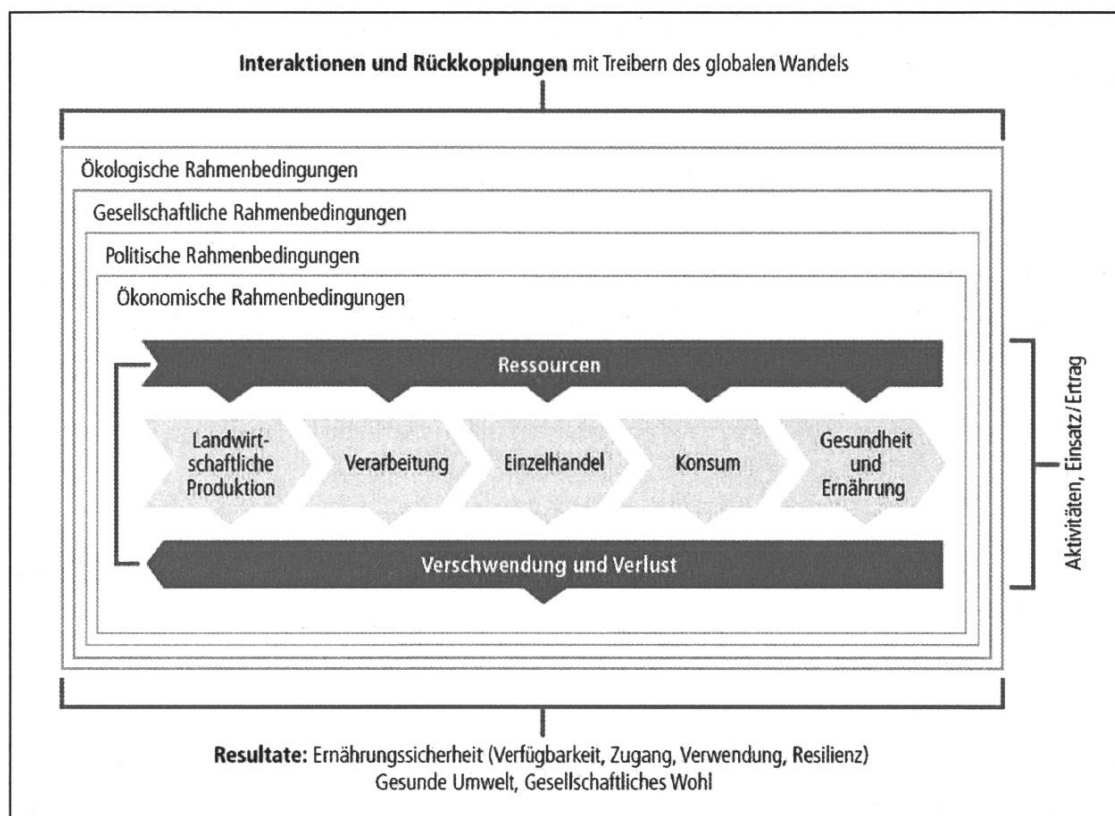 Interaktionen und Rückkopplungen mit Treibern des globalen Wandels
Ökologische Rahmenbedingungen
Gesellschaftliche Rahmenbedingungen
Politische Rahmenbedingungen
Ökonomische Rahmenbedingungen
Ressourcen
Landwirt-
schaftliche
Produktion
Verarbeitung
Einzelhandel
Konsum
Gesundheit
und
Ernährung
Verschwendung und Verlust
Aktivitäten, Einsatz/Ertrag
Resultate: Ernährungssicherheit (Verfügbarkeit, Zugang, Verwendung, Resilienz)
Gesunde Umwelt, Gesellschaftliches Wohl